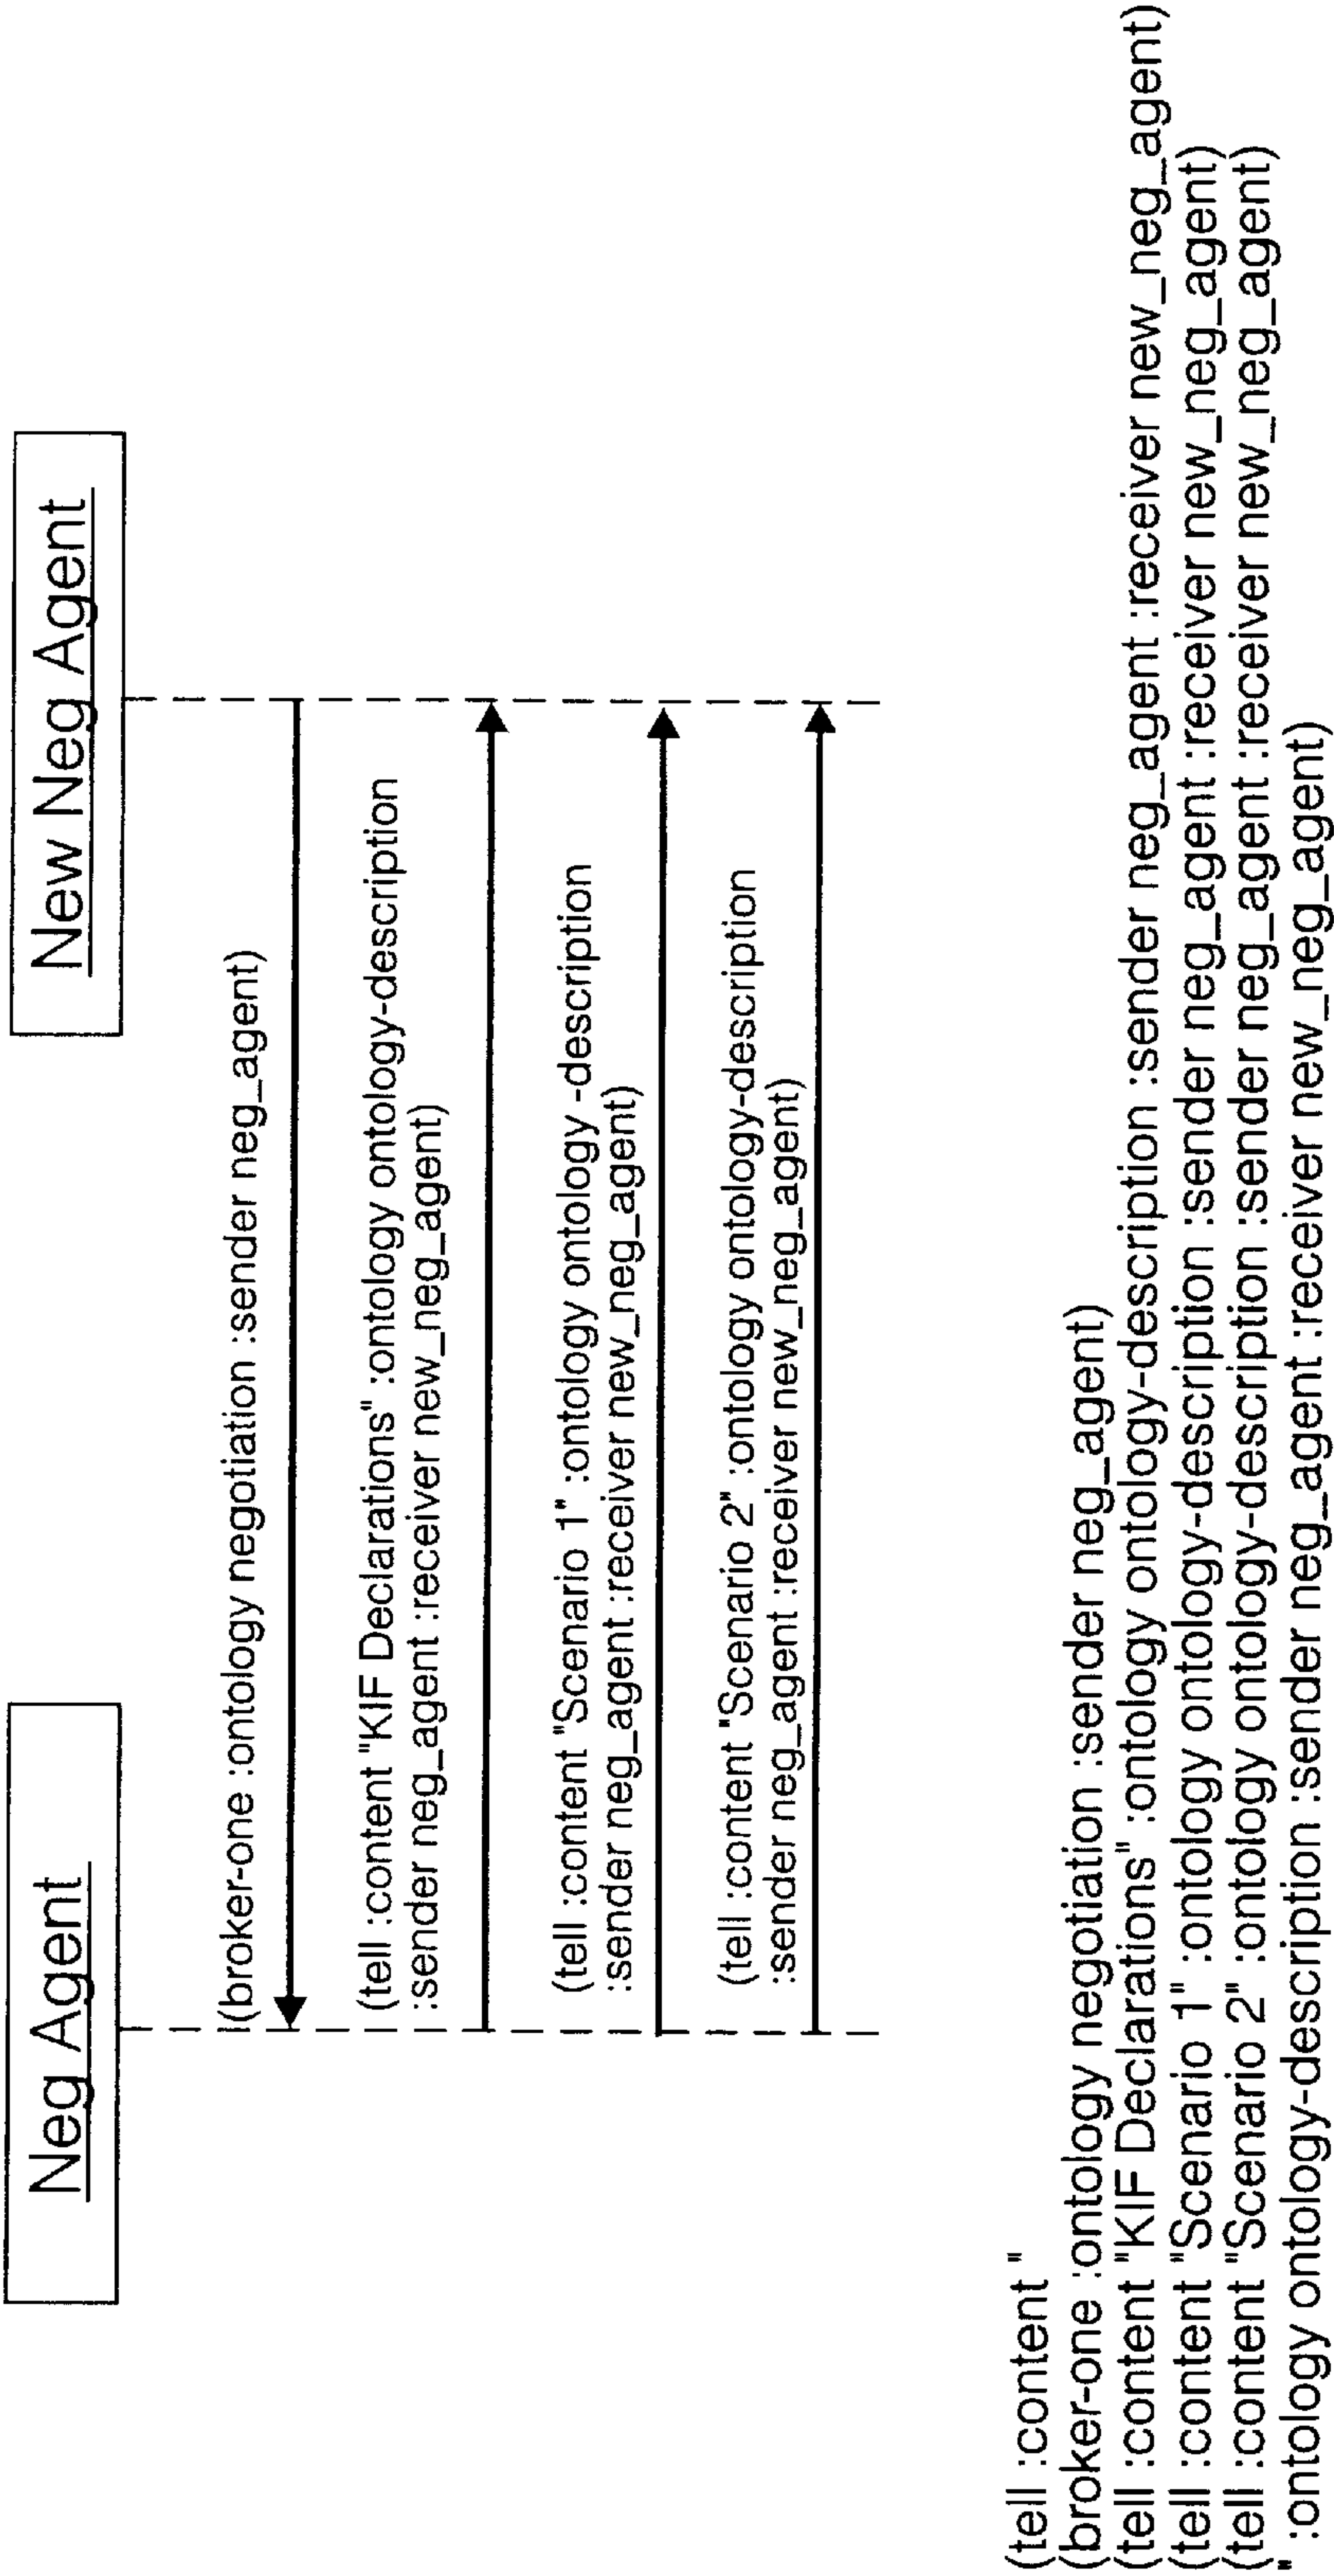 Neg Agent
New Neg Agent
(broker-one :ontology negotiation :sender neg_agent)
(tell :content "KIF Declarations" :ontology ontology-description
:sender neg_agent :receiver new_neg_agent)
(tell :content "Scenario 1" :ontology ontology -description
:sender neg_agent :receiver new_neg_agent)
(tell :content "Scenario 2" :ontology ontology-description
:sender neg_agent :receiver new_neg_agent)
(tell :content "
(broker-one :ontology negotiation :sender neg_agent)
(tell :content "KIF Declarations" :ontology ontology-description :sender neg_agent :receiver new_neg_agent)
(tell :content "Scenario 1" :ontology ontology-description :sender neg_agent :receiver new_neg_agent)
(tell :content "Scenario 2" :ontology ontology-description :sender neg_agent :receiver new_neg_agent)
" :ontology ontology-description :sender neg_agent :receiver new_neg_agent)